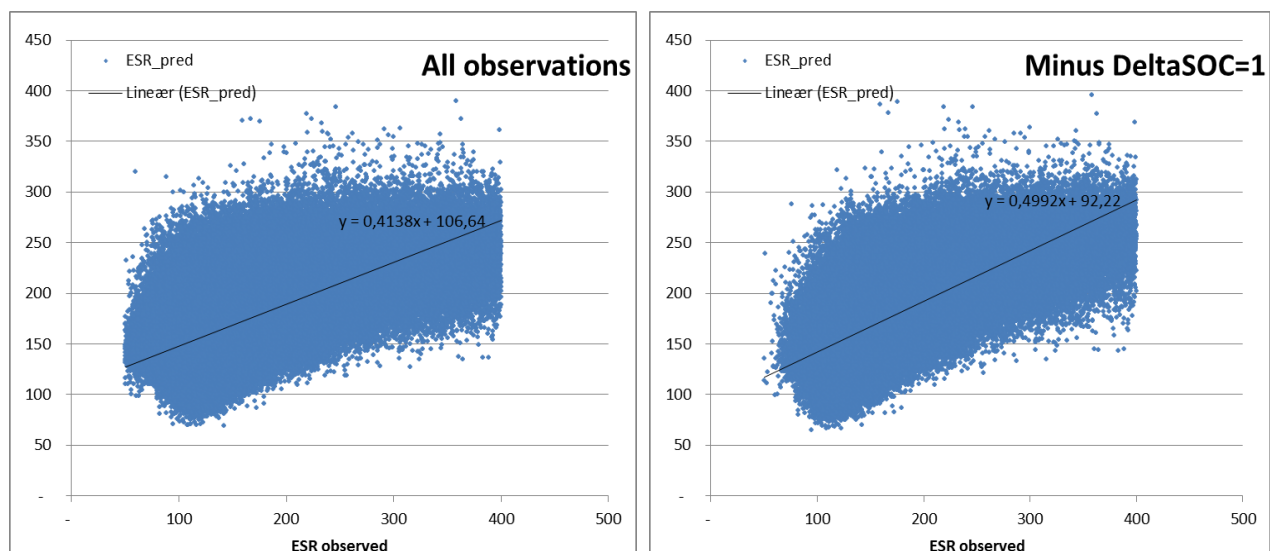 All observations
ESR_pred
Lineær (ESR_pred)
450
400
350
300
250
200
150
100
50
-
y = 0,4138x + 106,64
- 100 200 300 400 500
ESR observed
Minus DeltaSOC=1
ESR_pred
Lineær (ESR_pred)
450
400
350
300
250
200
150
100
50
-
y = 0,4992x + 92,22
- 100 200 300 400 500
ESR observed